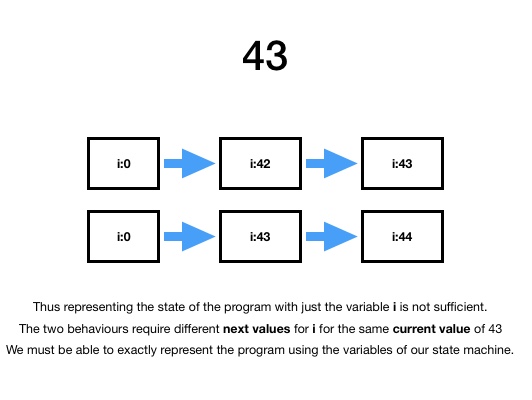 43
i:0 i:42 i:43
i:0 i:43 i:44
Thus representing the state of the program with just the variable i is not sufficient.
The two behaviours require different next values for i for the same current value of 43
We must be able to exactly represent the program using the variables of our state machine.